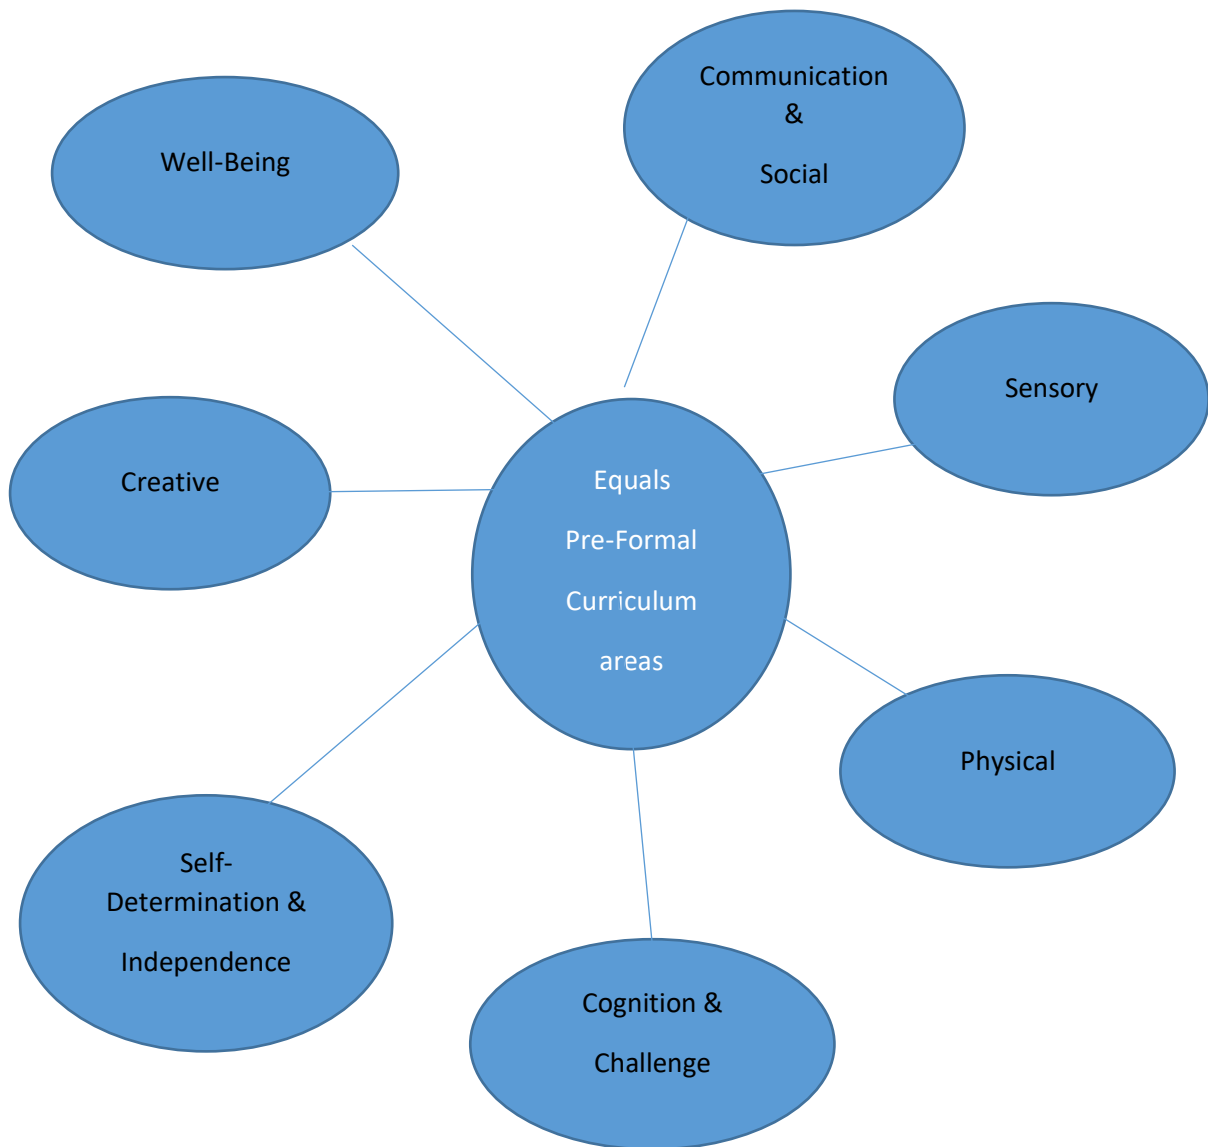 Communication
&
Social
Well-Being
Sensory
Creative
Equals
Pre-Formal
Curriculum
areas
Physical
Self-
Determination &
Independence
Cognition &
Challenge